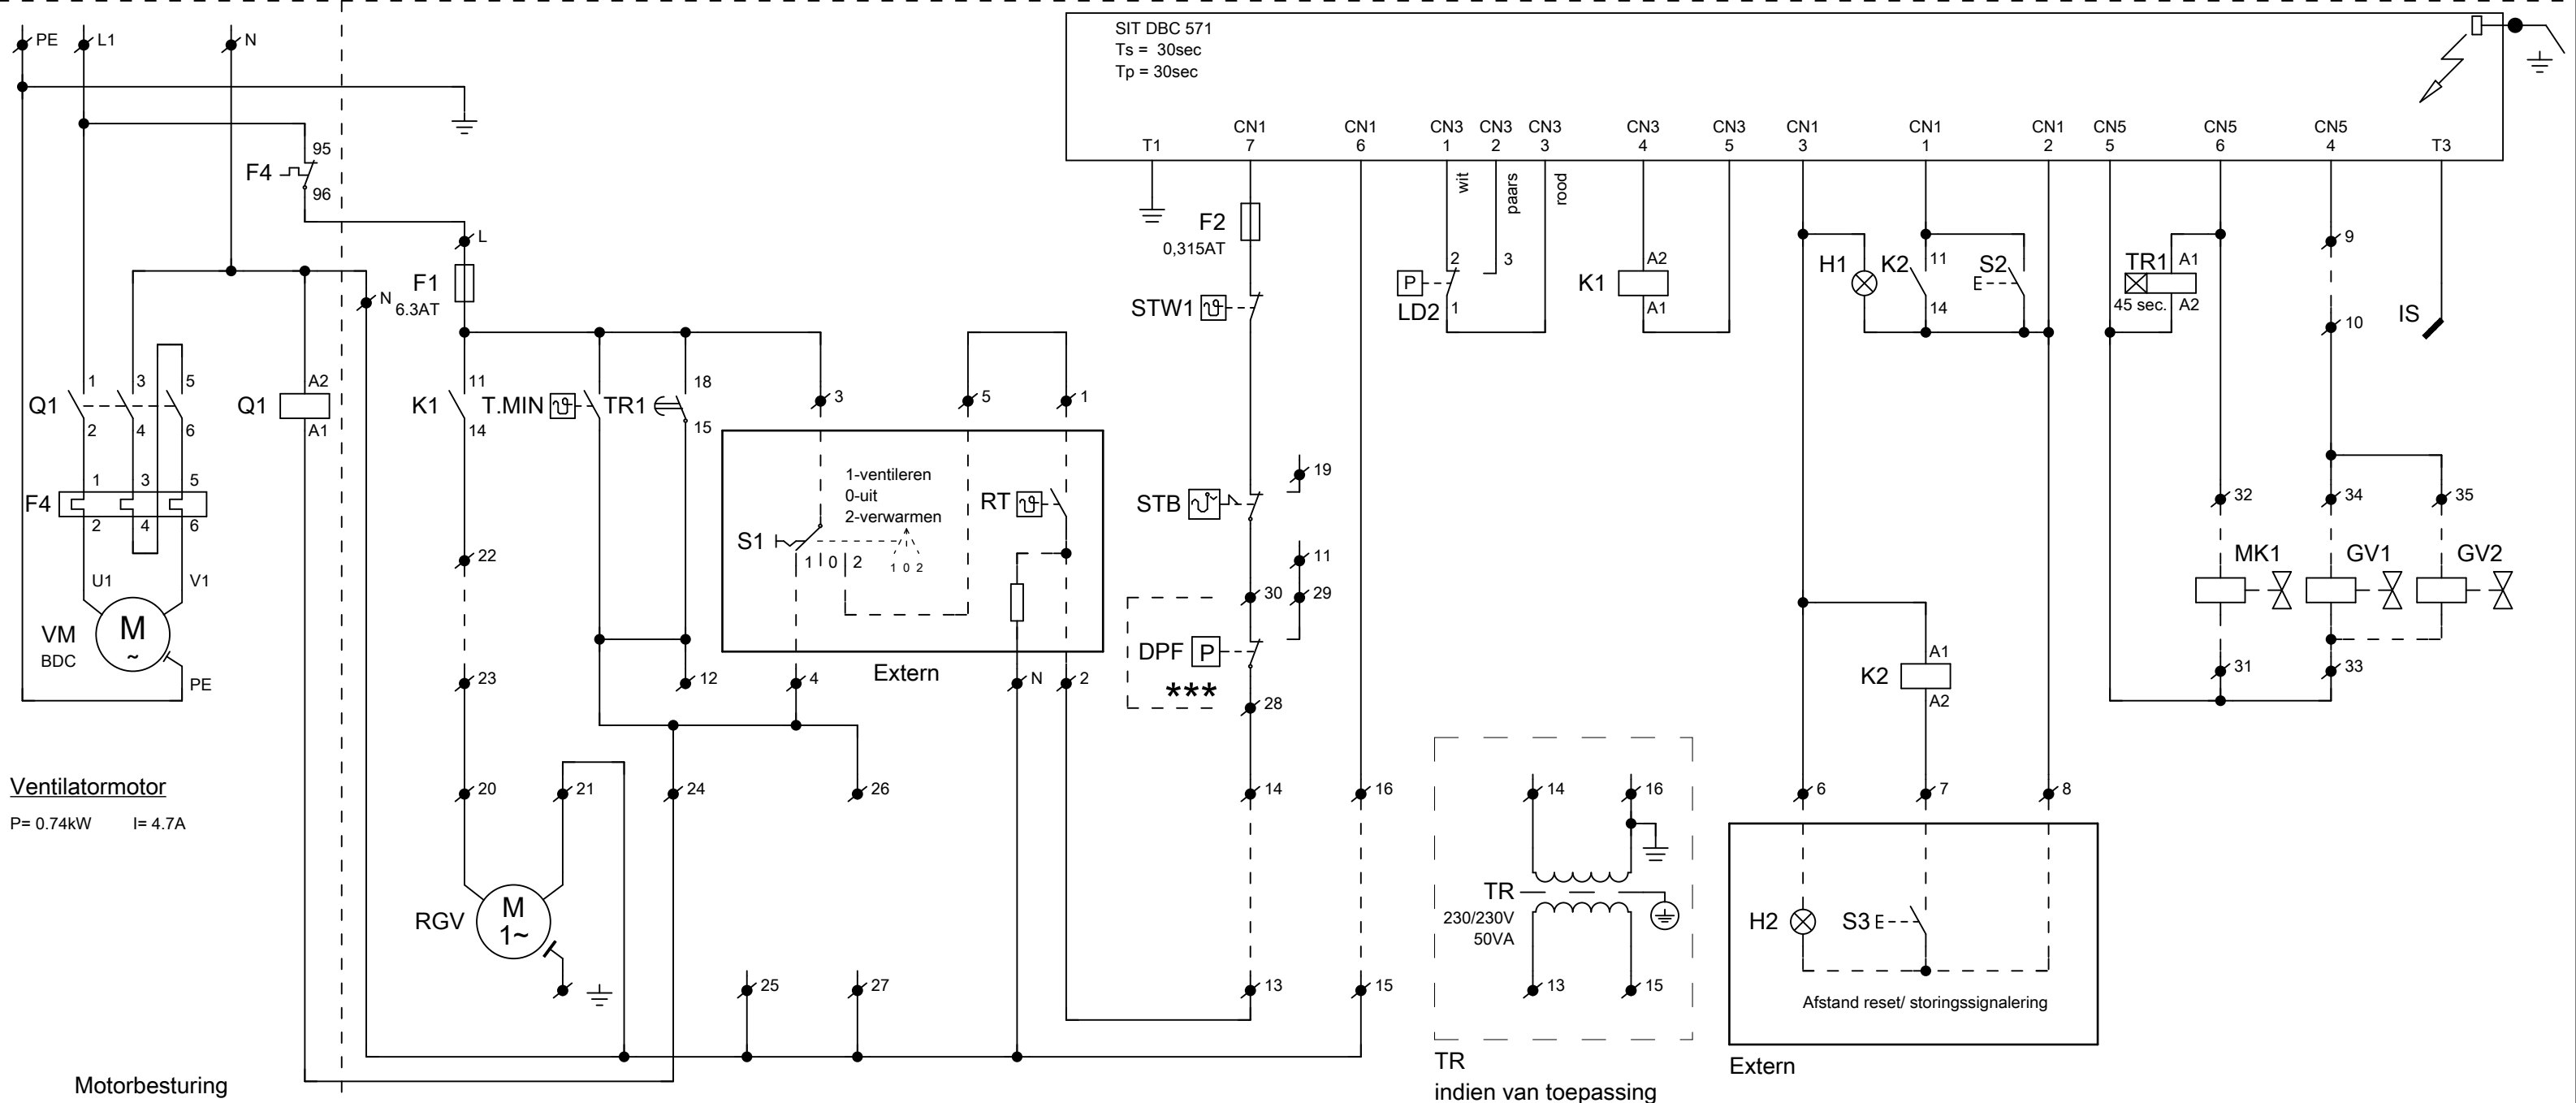 SIT DBC 571
Ts = 30sec
Tp = 30sec
PE
L1
N
CN1
CN1
CN3
CN3
CN3
CN3
CN3
CN1
CN1
CN1
CN5
CN5
CN5
T1
7
6
1
2
3
4
5
3
1
2
5
6
4
T3
95
F4
96
wit
paars
rood
L
F2
0,315AT
9
F1
6.3AT
N
STW1
P
2
3
LD2
1
K1
A2
A1
H1
K2
11
14
S2
E
TR1
A1
45 sec.
A2
10
IS
Q1
1
3
5
2
4
6
Q1
A2
A1
K1
11
14
T.MIN
TR1
18
15
3
5
1
19
F4
1
3
5
2
4
6
1-ventileren
0-uit
2-verwarmen
RT
STB
32
34
35
S1
1
0
2
1 0 2
22
11
30
29
MK1
GV1
GV2
U1
V1
VM
BDC
M
~
PE
DPF
P
***
28
K2
A1
A2
31
33
23
12
4
Extern
N
2
Ventilatormotor
P= 0.74kW
I= 4.7A
20
21
24
26
14
16
14
16
6
7
8
RGV
M
1~
TR
230/230V
50VA
H2
S3
E
25
27
13
15
13
15
Afstand reset/ storingssignalering
Motorbesturing
TR
indien van toepassing
Extern